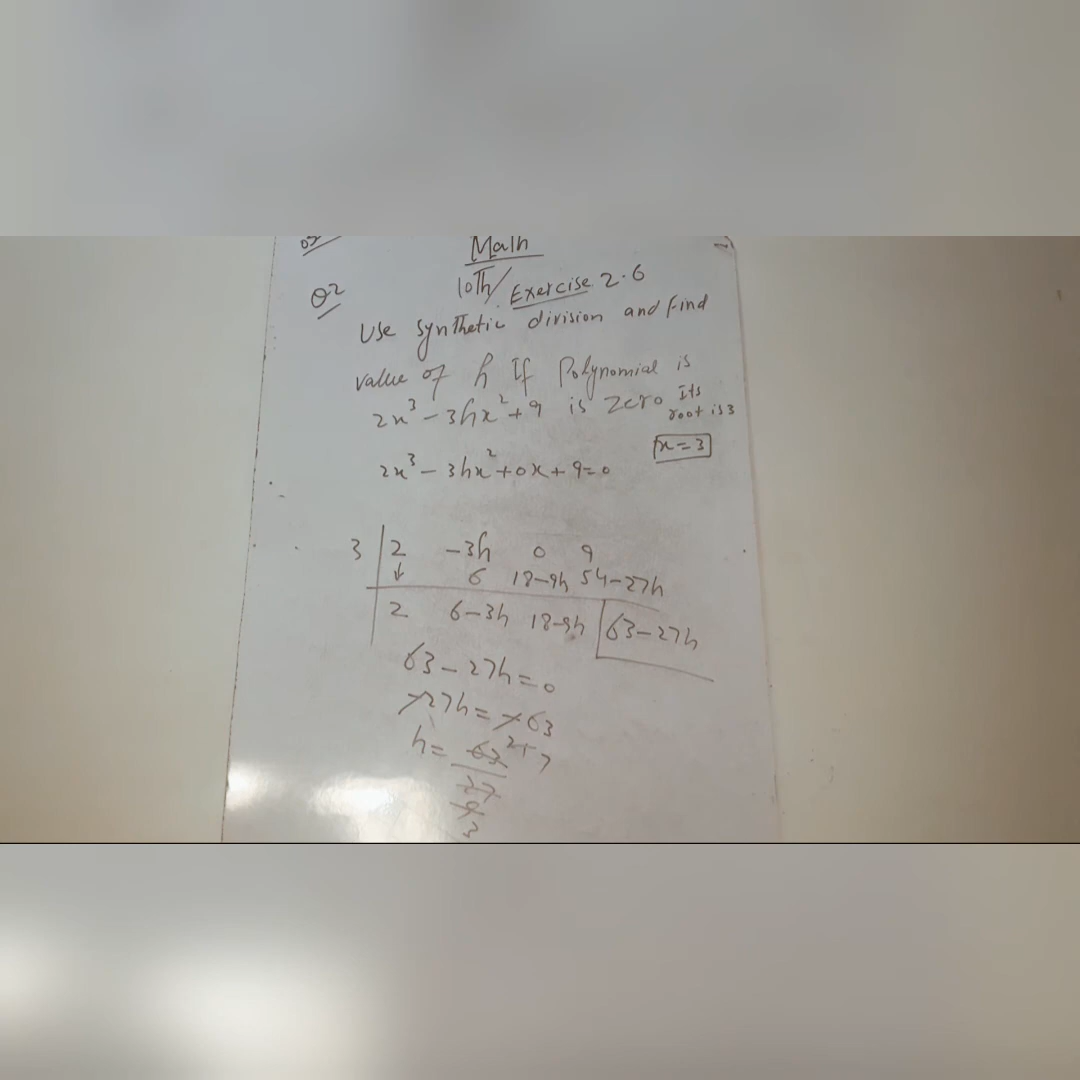 Math
10Th/ Exercise 2.6
Q2
Use synthetic division and find
value of h If Polynomial is
2x³ - 3hx² + 9 is zero Its
root is 3
x = 3
2x³ - 3hx² + 0x + 9 = 0
3 2 -3h 0 9
↓ 6 18-9h 54-27h
2 6-3h 18-9h 63-27h
63 - 27h = 0
-27h = -63
h = 63 21 7
27
9
3